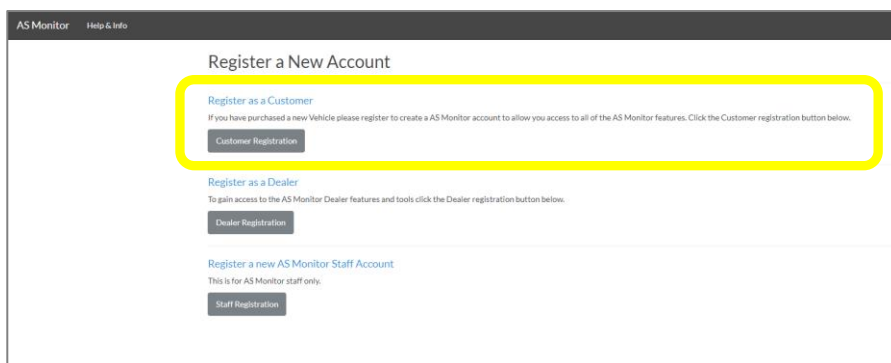 AS Monitor Help & Info
Register a New Account
Register as a Customer
If you have purchased a new Vehicle please register to create a AS Monitor account to allow you access to all of the AS Monitor features. Click the Customer registration button below.
Customer Registration
Register as a Dealer
To gain access to the AS Monitor Dealer features and tools click the Dealer registration button below.
Dealer Registration
Register a new AS Monitor Staff Account
This is for AS Monitor staff only.
Staff Registration